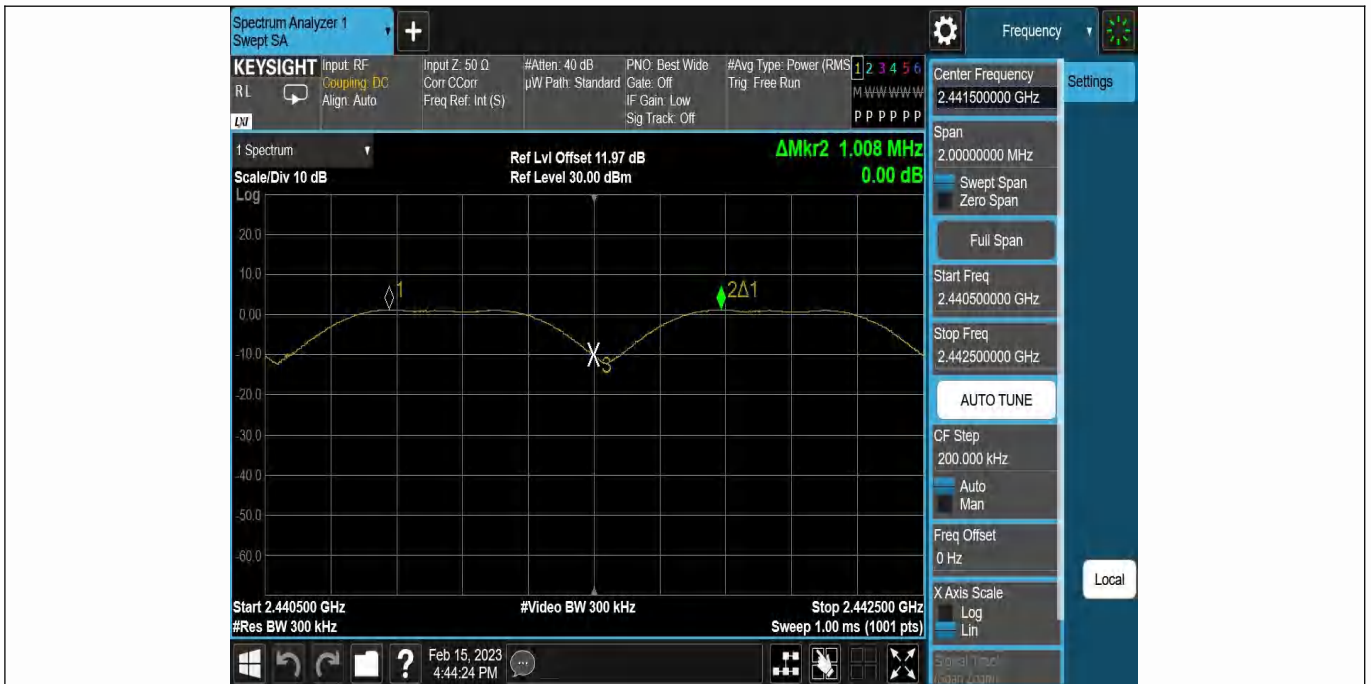 Spectrum Analyzer 1
Swept SA
+
Frequency
KEYSIGHT
RL
LXI
Input: RF
Coupling: DC
Align: Auto
Input Z: 50 Ω
Corr CCorr
Freq Ref: Int (S)
#Atten: 40 dB
µW Path: Standard
PNO: Best Wide
Gate: Off
IF Gain: Low
Sig Track: Off
#Avg Type: Power (RMS
Trig: Free Run
1 2 3 4 5 6
M W W W W W
P P P P P P
1 Spectrum
Scale/Div 10 dB
Log
Ref Lvl Offset 11.97 dB
Ref Level 30.00 dBm
ΔMkr2 1.008 MHz
0.00 dB
20.0
10.0
0.00
-10.0
-20.0
-30.0
-40.0
-50.0
-60.0
1
2Δ1
3
Start 2.440500 GHz
#Res BW 300 kHz
#Video BW 300 kHz
Stop 2.442500 GHz
Sweep 1.00 ms (1001 pts)
Center Frequency
2.441500000 GHz
Settings
Span
2.00000000 MHz
Swept Span
Zero Span
Full Span
Start Freq
2.440500000 GHz
Stop Freq
2.442500000 GHz
AUTO TUNE
CF Step
200.000 kHz
Auto
Man
Freq Offset
0 Hz
X Axis Scale
Log
Lin
Signal Track
(Span Zoom)
Local
?
Feb 15, 2023
4:44:24 PM